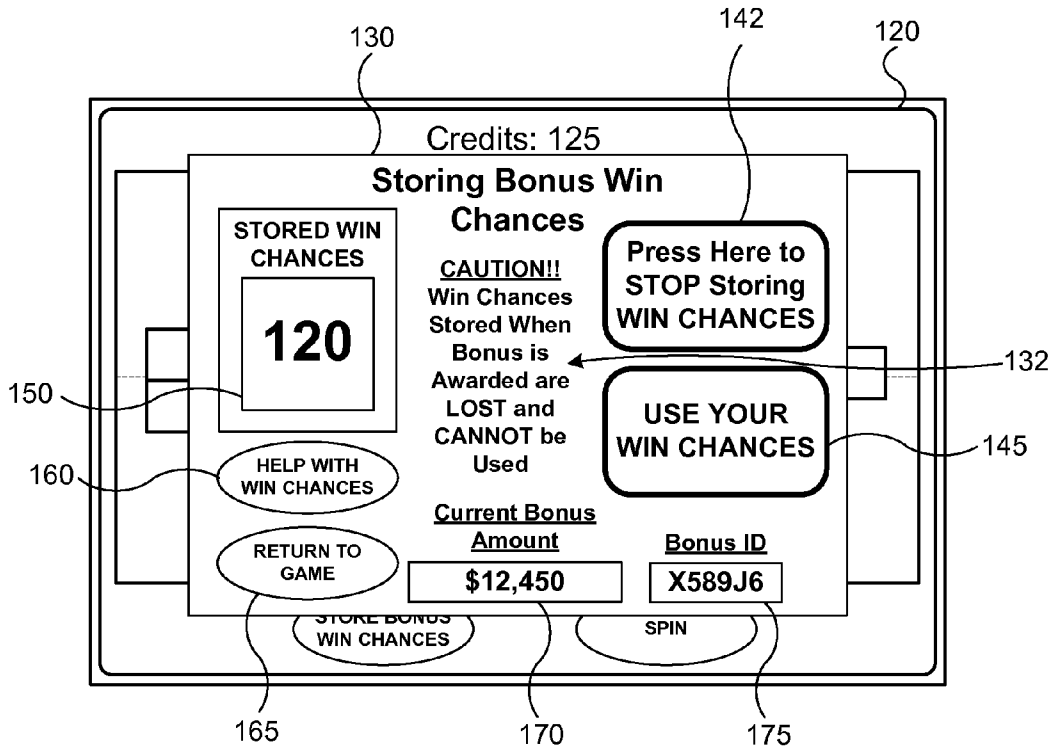 142
120
130
Credits: 125
Storing Bonus Win
Chances
STORED WIN
CHANCES
120
CAUTION!!
Win Chances
Stored When
Bonus is
Awarded are
LOST and
CANNOT be
Used
Press Here to
STOP Storing
WIN CHANCES
132
150
USE YOUR
WIN CHANCES
145
160
HELP WITH
WIN CHANCES
RETURN TO
GAME
Current Bonus
Amount
$12,450
Bonus ID
X589J6
STORE BONUS
WIN CHANCES
SPIN
165
170
175